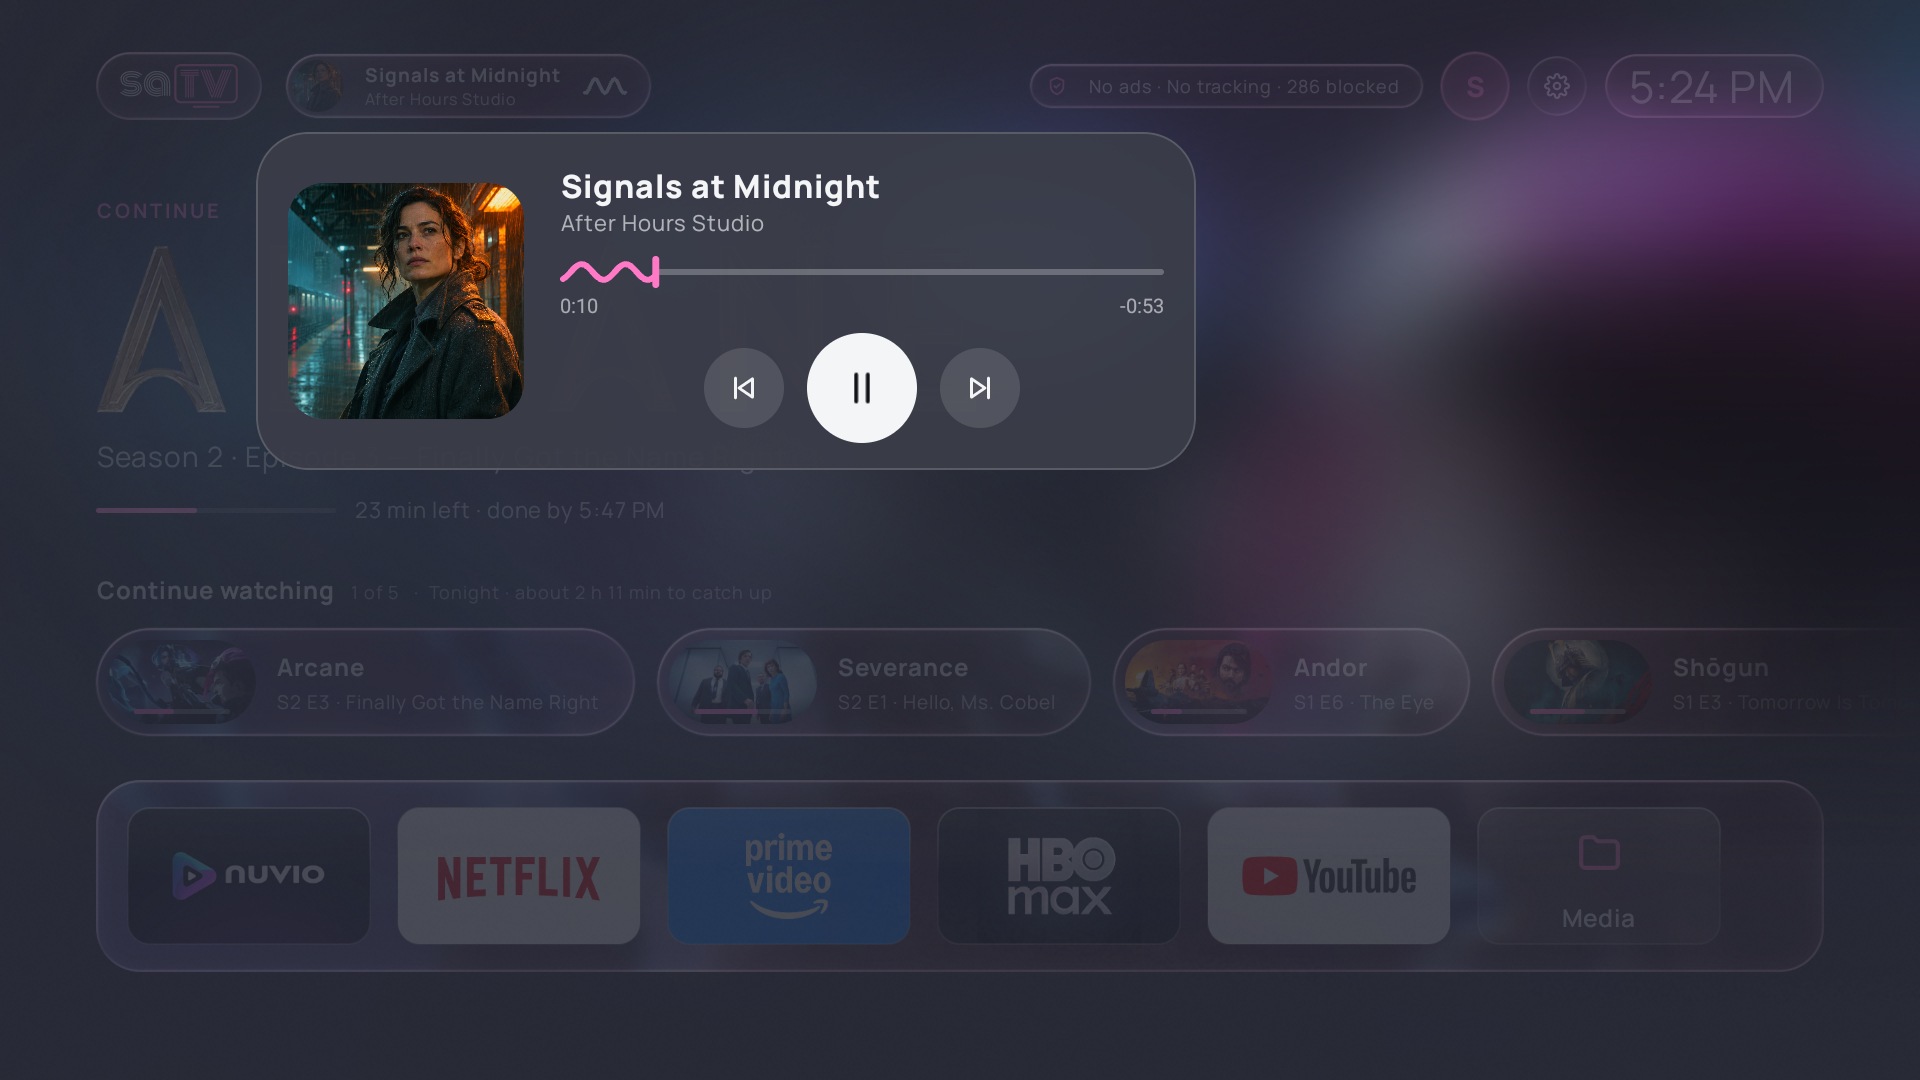 saTV
Signals at Midnight
After Hours Studio
No ads · No tracking · 286 blocked
S
5:24 PM
Signals at Midnight
After Hours Studio
0:10
-0:53
CONTINUE
A
Season 2 · Ep
23 min left · done by 5:47 PM
Continue watching 1 of 5 · Tonight · about 2 h 11 min to catch up
Arcane
S2 E3 · Finally Got the Name Right
Severance
S2 E1 · Hello, Ms. Cobel
Andor
S1 E6 · The Eye
Shōgun
S1 E3 · Tomorrow is
nuvio
NETFLIX
prime video
HBO max
YouTube
Media